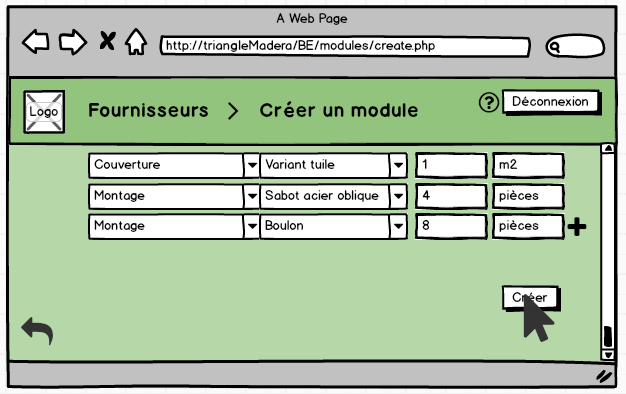 A Web Page
http://triangleMadera/BE/modules/create.php
Logo
Fournisseurs > Créer un module
? Déconnexion
Couverture Variant tuile 1 m2
Montage Sabot acier oblique 4 pièces
Montage Boulon 8 pièces
Créer